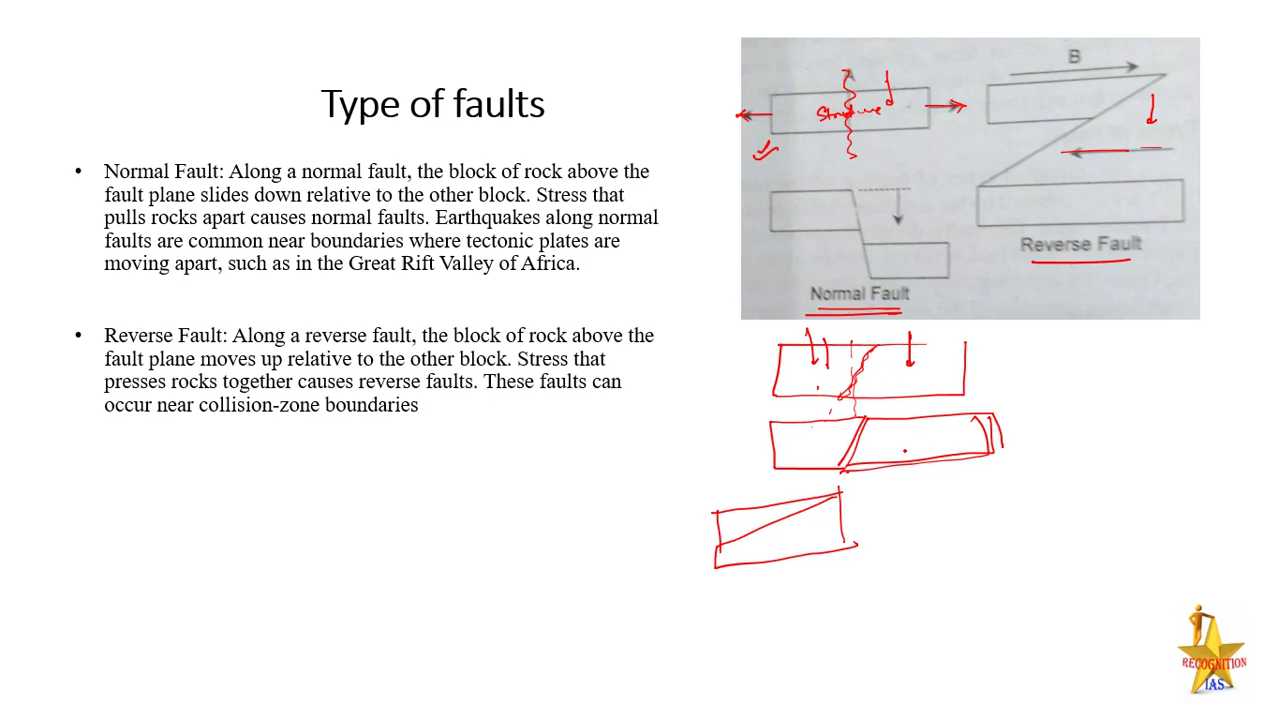 Type of faults
• Normal Fault: Along a normal fault, the block of rock above the
fault plane slides down relative to the other block. Stress that
pulls rocks apart causes normal faults. Earthquakes along normal
faults are common near boundaries where tectonic plates are
moving apart, such as in the Great Rift Valley of Africa.
• Reverse Fault: Along a reverse fault, the block of rock above the
fault plane moves up relative to the other block. Stress that
presses rocks together causes reverse faults. These faults can
occur near collision-zone boundaries
A
B
Normal Fault
Reverse Fault
RECOGNITION
IAS